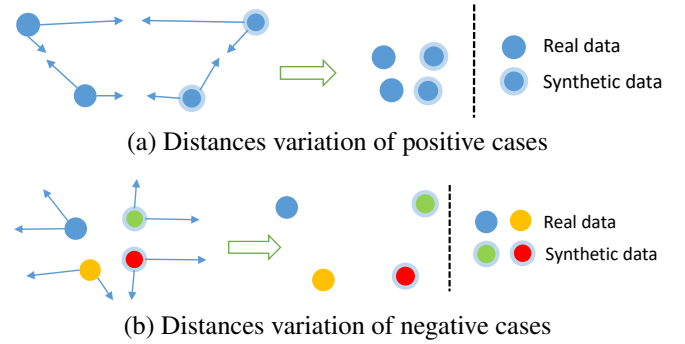 Real data
Synthetic data
(a) Distances variation of positive cases
Real data
Synthetic data
(b) Distances variation of negative cases